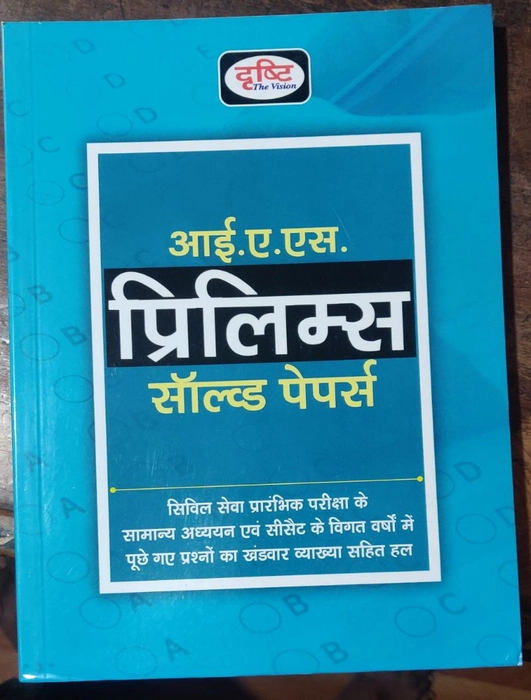 दृष्टि
The Vision
आई.ए.एस.
प्रिलिम्स
सॉल्व्ड पेपर्स
सिविल सेवा प्रारंभिक परीक्षा के
सामान्य अध्ययन एवं सीसैट के विगत वर्षों में
पूछे गए प्रश्नों का खंडवार व्याख्या सहित हल